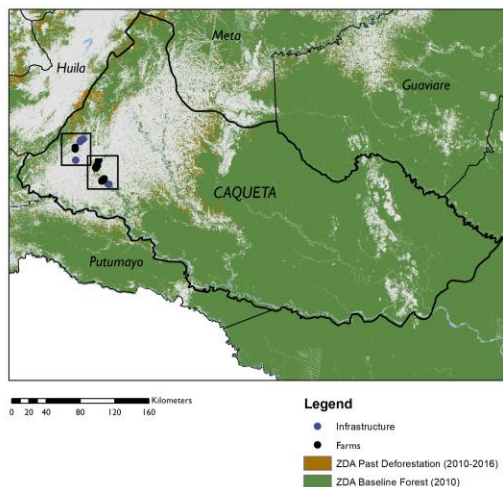 Meta
Huila
Guaviare
CAQUETA
Putumayo
Kilometers
0 20 40 80 120 160
Legend
Infrastructure
Farms
ZDA Past Deforestation (2010-2016)
ZDA Baseline Forest (2010)